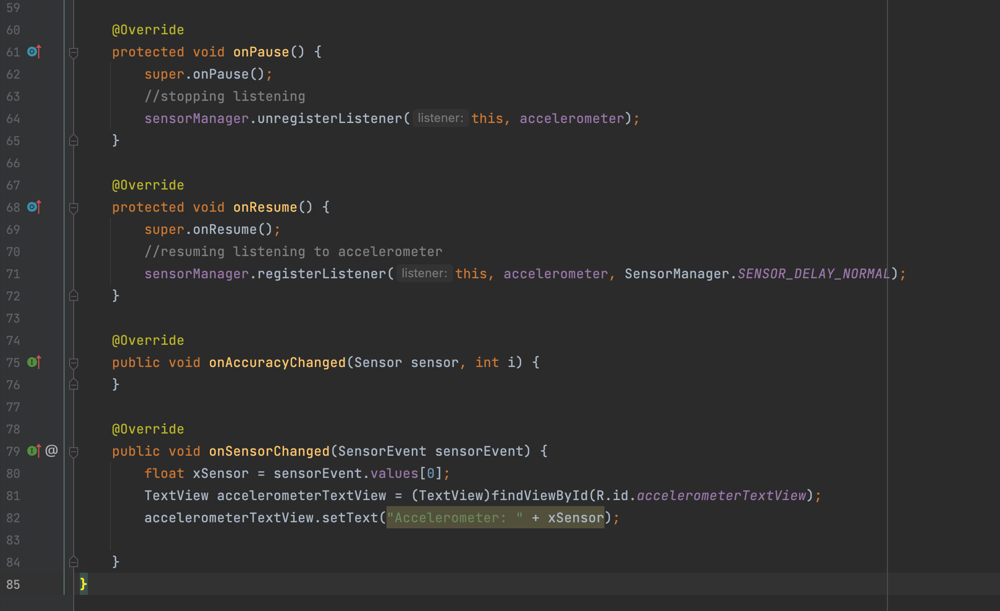 59
60 @Override
61 protected void onPause() {
62 super.onPause();
63 //stopping listening
64 sensorManager.unregisterListener( listener: this, accelerometer);
65 }
66
67 @Override
68 protected void onResume() {
69 super.onResume();
70 //resuming listening to accelerometer
71 sensorManager.registerListener( listener: this, accelerometer, SensorManager.SENSOR_DELAY_NORMAL);
72 }
73
74 @Override
75 public void onAccuracyChanged(Sensor sensor, int i) {
76 }
77
78 @Override
79 @ public void onSensorChanged(SensorEvent sensorEvent) {
80 float xSensor = sensorEvent.values[0];
81 TextView accelerometerTextView = (TextView)findViewById(R.id.accelerometerTextView);
82 accelerometerTextView.setText("Accelerometer: " + xSensor);
83
84 }
85 }